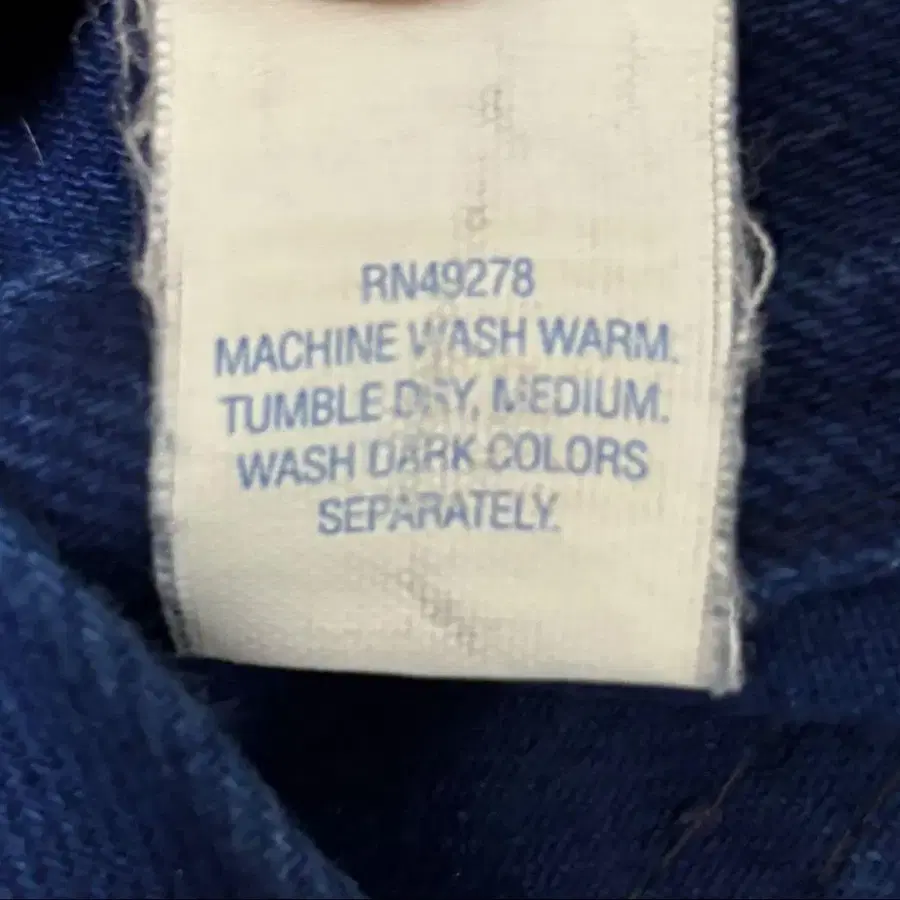 RN49278
MACHINE WASH WARM.
TUMBLE DRY, MEDIUM.
WASH DARK COLORS
SEPARATELY.